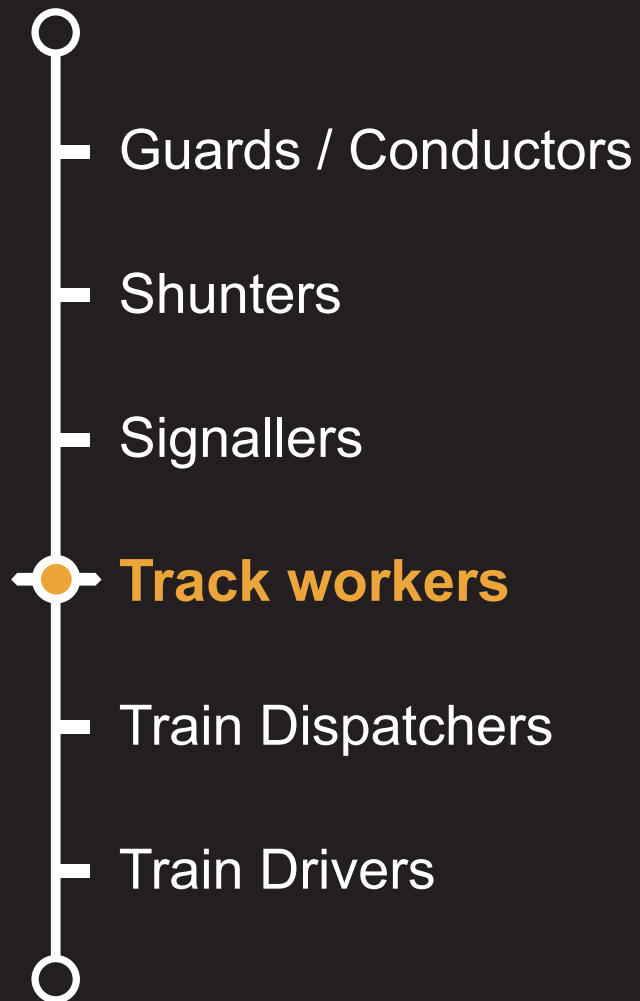 Guards / Conductors
Shunters
Signallers
Track workers
Train Dispatchers
Train Drivers